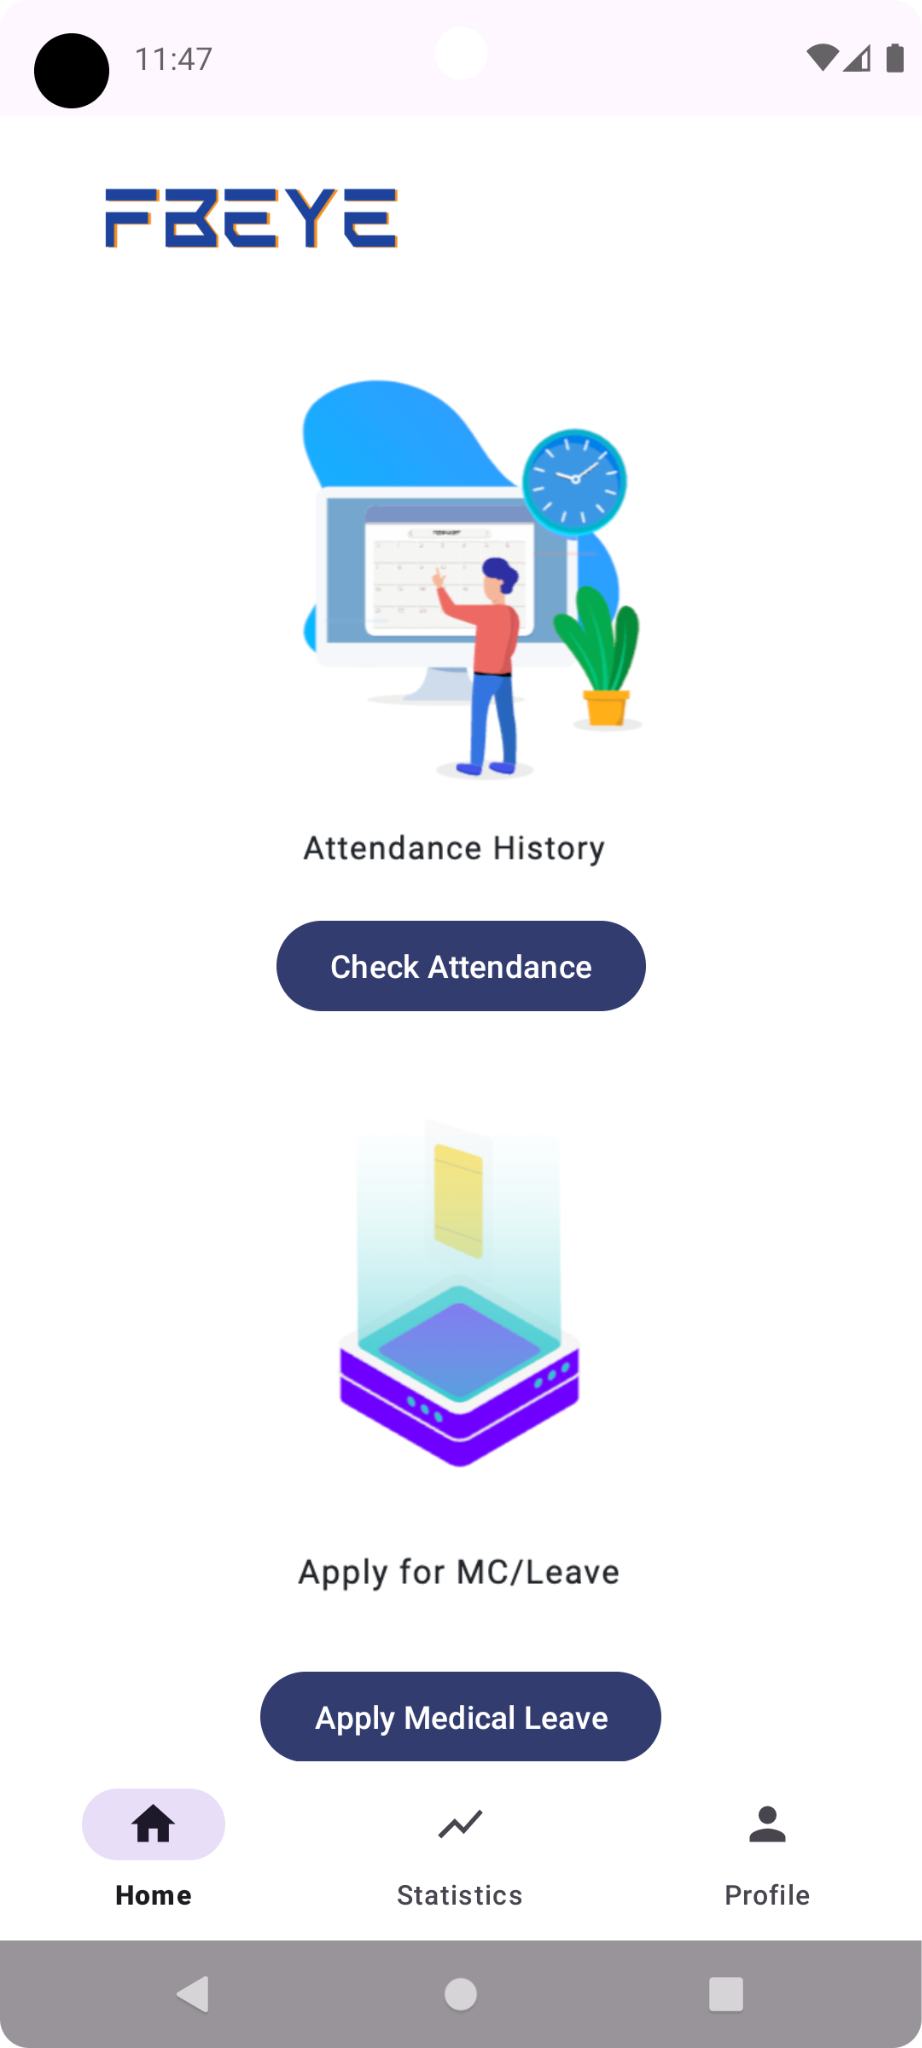 11:47
FBEYE
Attendance History
Check Attendance
Apply for MC/Leave
Apply Medical Leave
Home
Statistics
Profile